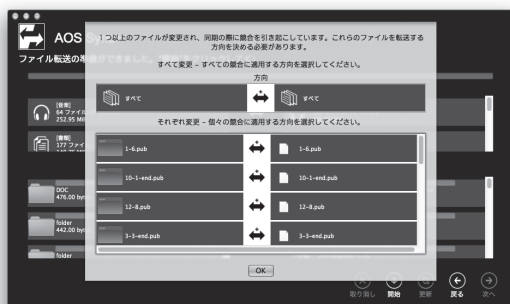 AOS Sync
1つ以上のファイルが変更され、同期の際に競合を引き起こしています。これらのファイルを転送する
方向を決める必要があります。
ファイル転送の準備ができました。
すべて変更 – すべての競合に適用する方向を選択してください。
方向
すべて
すべて
[音楽]
64 ファイ
252.95 MiB
それぞれ変更 – 個々の競合に適用する方向を選択してください。
[書類]
177 ファイ
1-6.pub
1-6.pub
10-1-end.pub
10-1-end.pub
DOC
476.00 byt
12-8.pub
12-8.pub
folder
442.00 byt
3-3-end.pub
3-3-end.pub
folder
OK
取り消し
開始
更新
戻る
次へ